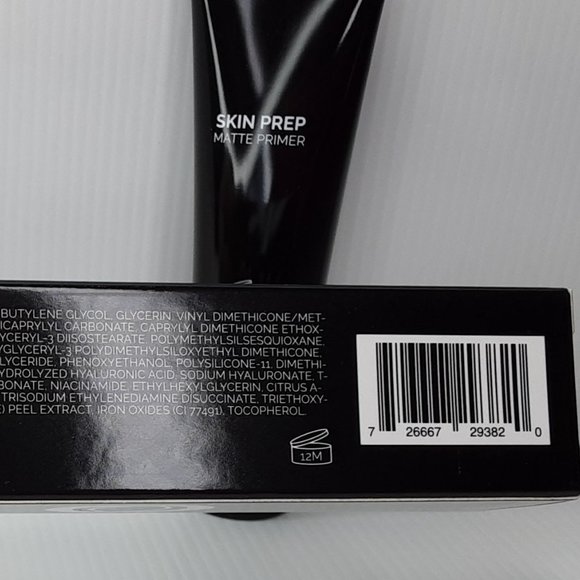 SKIN PREP
MATTE PRIMER
BUTYLENE GLYCOL, GLYCERIN, VINYL DIMETHICONE/MET-
ICAPRYLYL CARBONATE, CAPRYLYL DIMETHICONE ETHOX-
YCERYL-3 DIISOSTEARATE, POLYMETHYLSILSESQUIOXANE,
YGLYCERYL-3 POLYDIMETHYLSILOXYETHYL DIMETHICONE,
GLYCERIDE, PHENOXYETHANOL, POLYSILICONE-11, DIMETHI-
YDROLYZED HYALURONIC ACID, SODIUM HYALURONATE, T-
BONATE, NIACINAMIDE, ETHYLHEXYLGLYCERIN, CITRUS A-
TRISODIUM ETHYLENEDIAMINE DISUCCINATE, TRIETHOXY-
E) PEEL EXTRACT, IRON OXIDES (CI 77491), TOCOPHEROL.
12M
7 26667 29382 0